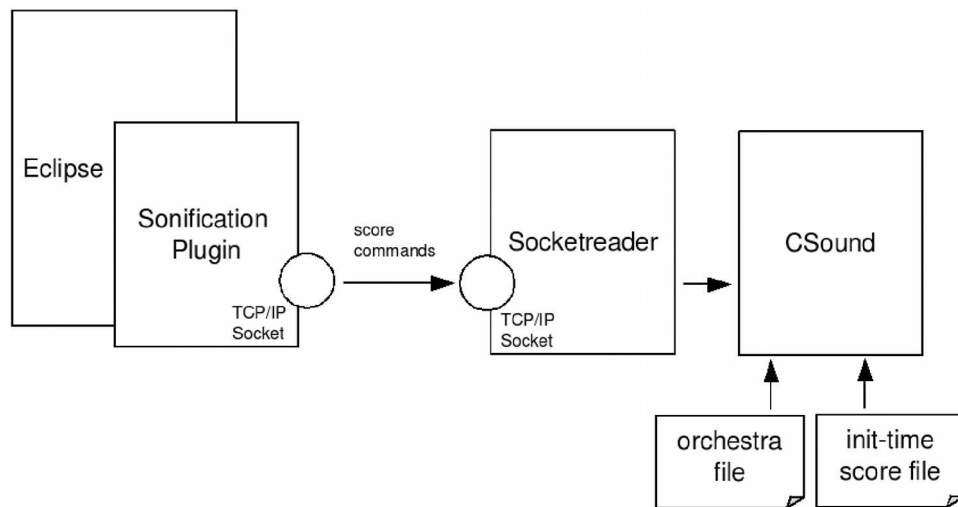 Eclipse
Sonification
Plugin
TCP/IP
Socket
score
commands
Socketreader
TCP/IP
Socket
CSound
orchestra
file
init-time
score file